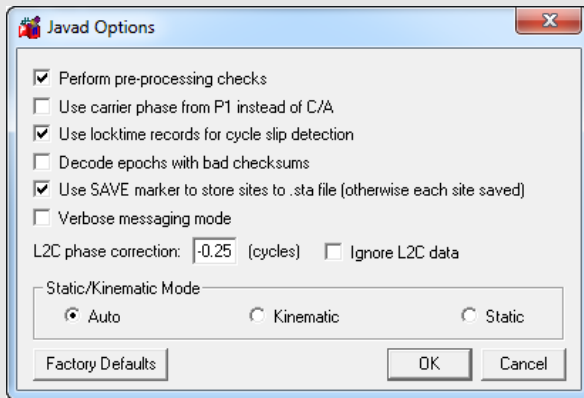 Javad Options
Perform pre-processing checks
Use carrier phase from P1 instead of C/A
Use locktime records for cycle slip detection
Decode epochs with bad checksums
Use SAVE marker to store sites to .sta file (otherwise each site saved)
Verbose messaging mode
L2C phase correction: -0.25 (cycles) Ignore L2C data
Static/Kinematic Mode
Auto Kinematic Static
Factory Defaults OK Cancel